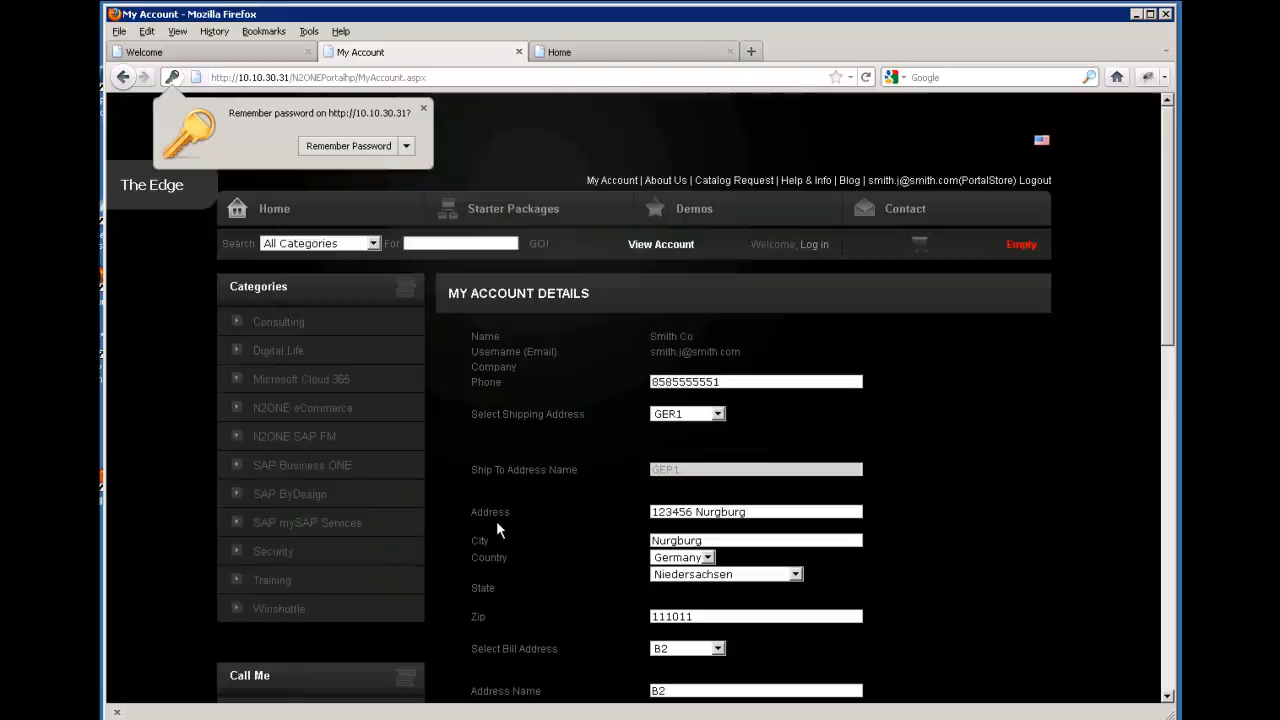 My Account - Mozilla Firefox
File Edit View History Bookmarks Tools Help
Welcome
My Account
Home
http://10.10.30.31/N2ONEPortalhp/MyAccount.aspx
Google
Remember password on http://10.10.30.31?
Remember Password
The Edge
My Account | About Us | Catalog Request | Help & Info | Blog | smith.j@smith.com(PortalStore) Logout
Home
Starter Packages
Demos
Contact
Search All Categories For GO! View Account Welcome, Log in Empty
Categories
Consulting
Digital Life
Microsoft Cloud 365
N2ONE eCommerce
N2ONE SAP FM
SAP Business ONE
SAP ByDesign
SAP mySAP Services
Security
Training
Winshuttle
Call Me
MY ACCOUNT DETAILS
Name Smith Co
Username (Email) smith.j@smith.com
Company
Phone 8585555551
Select Shipping Address GER1
Ship To Address Name GER1
Address 123456 Nurgburg
City Nurgburg
Country Germany
Niedersachsen
State
Zip 111011
Select Bill Address B2
Address Name B2